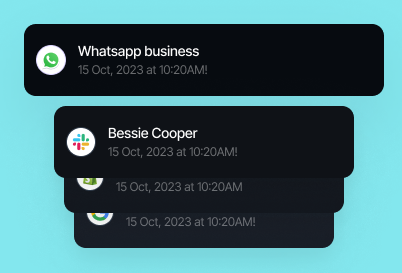 Whatsapp business
15 Oct, 2023 at 10:20AM!
Bessie Cooper
15 Oct, 2023 at 10:20AM!
15 Oct, 2023 at 10:20AM
15 Oct, 2023 at 10:20AM!